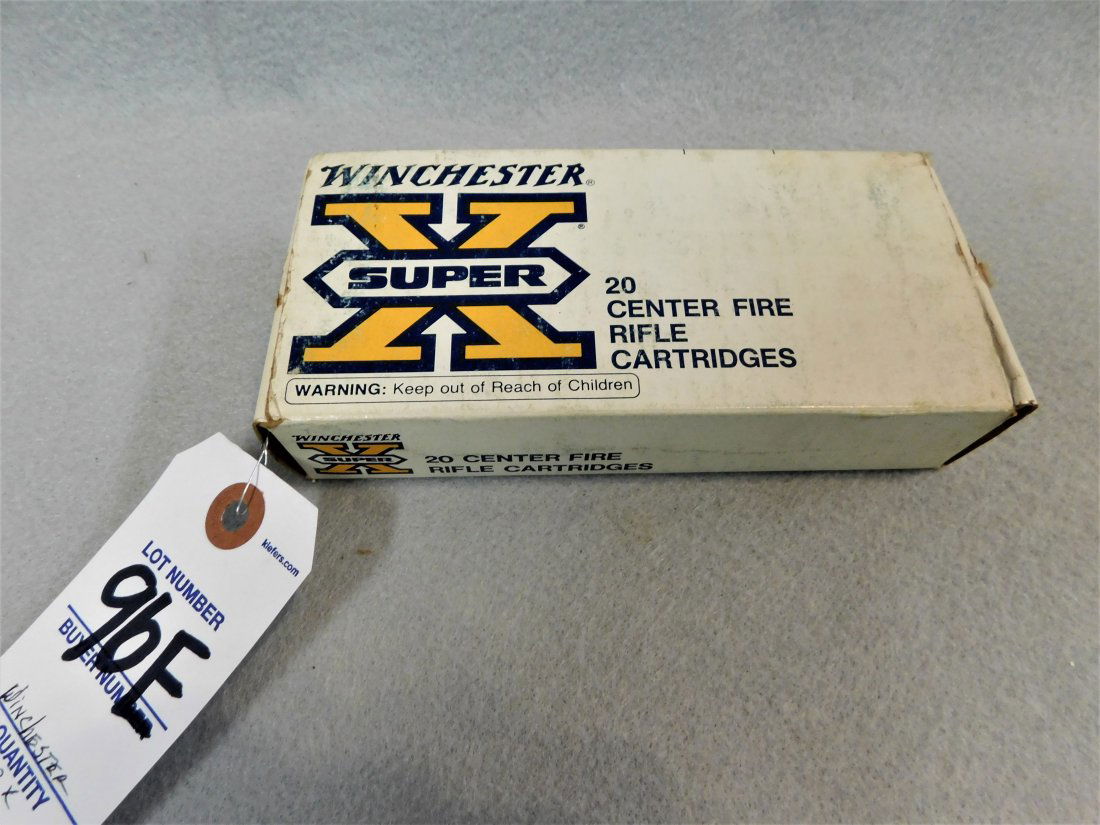 WINCHESTER®
SUPER X®
20
CENTER FIRE
RIFLE
CARTRIDGES
WARNING: Keep out of Reach of Children
WINCHESTER
SUPER X
20 CENTER FIRE
RIFLE CARTRIDGES
kiefers.com
LOT NUMBER
96F
BUYER NUMBER
Winchester
QUANTITY
X